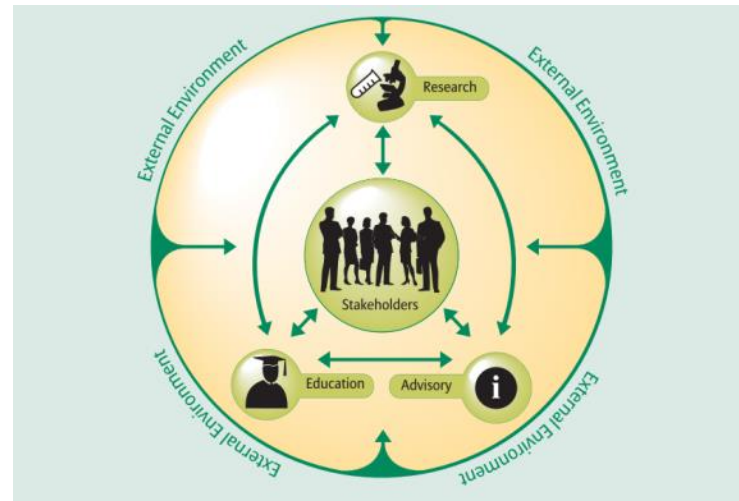 External Environment
External Environment
Research
Stakeholders
Education
Advisory
External Environment
External Environment